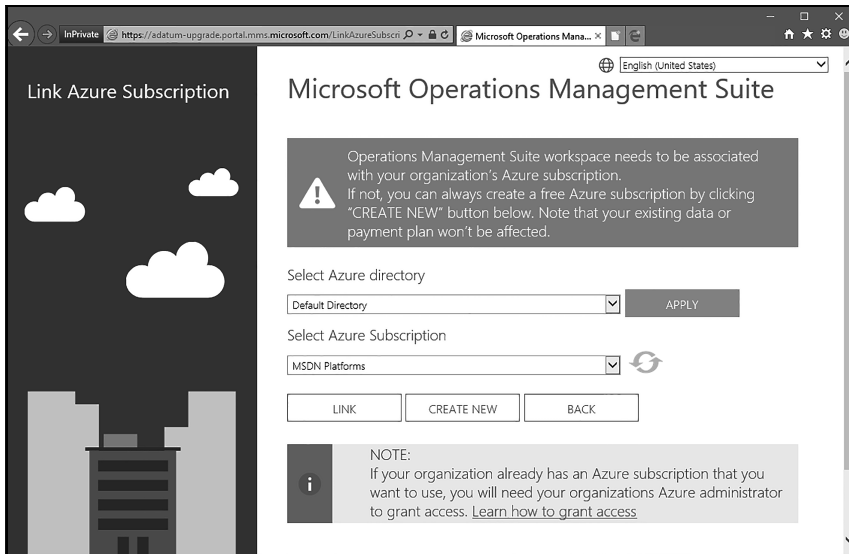 InPrivate
https://adatum-upgrade.portal.mms.microsoft.com/LinkAzureSubscri
Microsoft Operations Mana...
English (United States)
Link Azure Subscription
Microsoft Operations Management Suite
Operations Management Suite workspace needs to be associated
with your organization's Azure subscription.
If not, you can always create a free Azure subscription by clicking
"CREATE NEW" button below. Note that your existing data or
payment plan won't be affected.
Select Azure directory
Default Directory
APPLY
Select Azure Subscription
MSDN Platforms
LINK
CREATE NEW
BACK
NOTE:
If your organization already has an Azure subscription that you
want to use, you will need your organizations Azure administrator
to grant access. Learn how to grant access